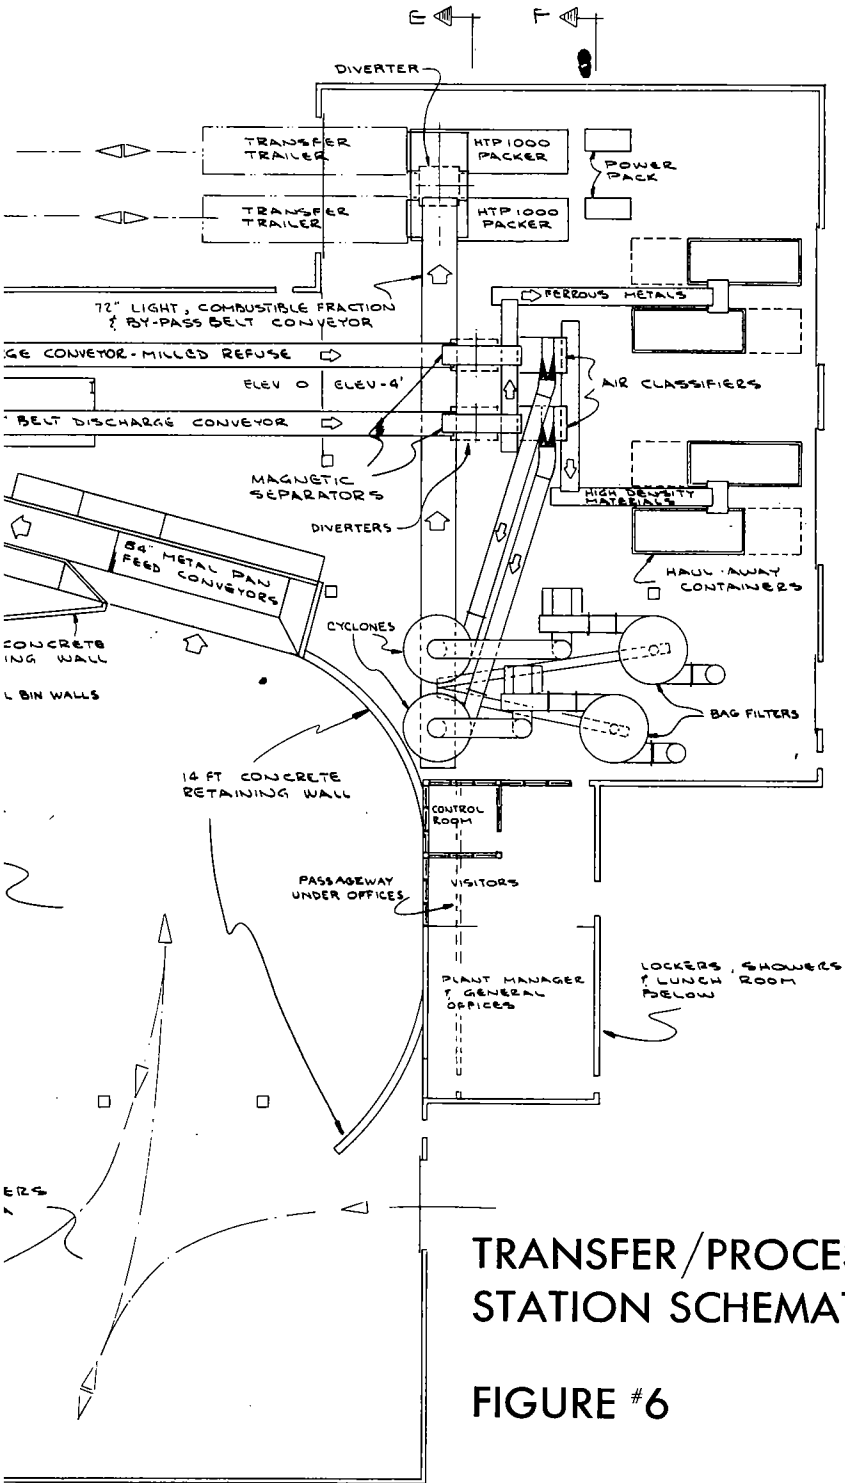 E
F
DIVERTER
TRANSFER
TRAILER
HTP 1000
PACKER
POWER
PACK
TRANSFER
TRAILER
HTP 1000
PACKER
72" LIGHT, COMBUSTIBLE FRACTION
& BY-PASS BELT CONVEYOR
FERROUS METALS
GE CONVEYOR - MILLED REFUSE
ELEV 0 ELEV -4'
AIR CLASSIFIERS
BELT DISCHARGE CONVEYOR
MAGNETIC
SEPARATORS
HIGH DENSITY
MATERIALS
DIVERTERS
84" METAL PAN
FEED CONVEYORS
HAUL-AWAY
CONTAINERS
CYCLONES
CONCRETE
ING WALL
L BIN WALLS
BAG FILTERS
14 FT CONCRETE
RETAINING WALL
CONTROL
ROOM
PASSAGEWAY
UNDER OFFICES
VISITORS
PLANT MANAGER
& GENERAL
OFFICES
LOCKERS, SHOWERS
& LUNCH ROOM
BELOW
ERS
TRANSFER/PROCES
STATION SCHEMAT
FIGURE #6